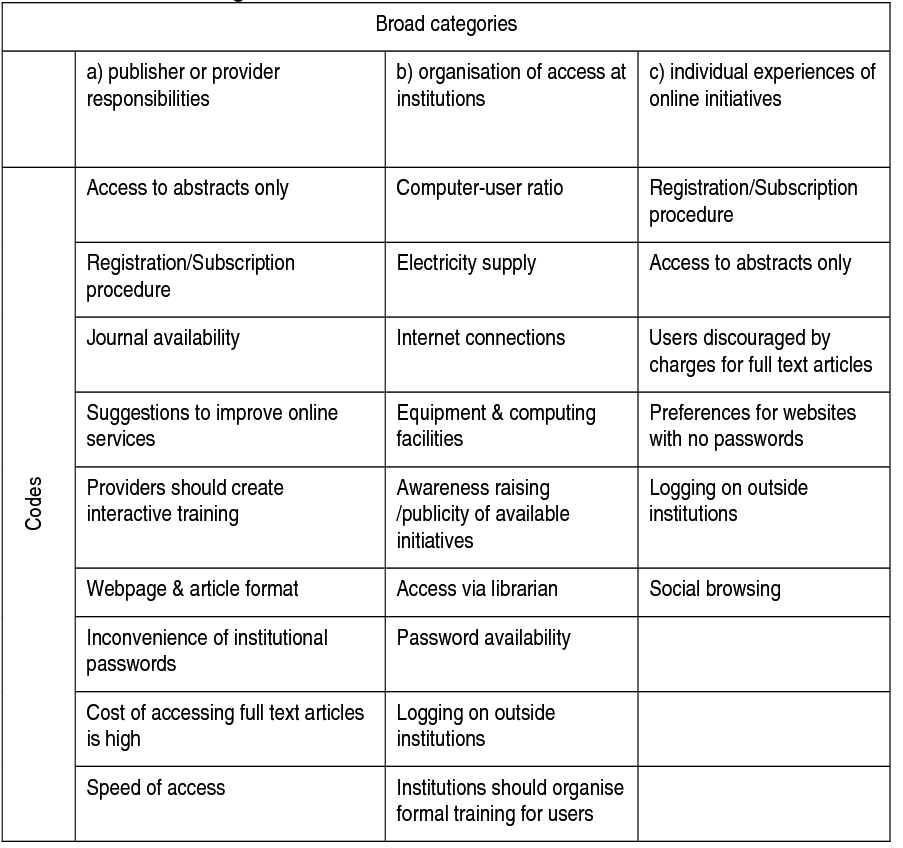 Broad categories
a) publisher or provider
responsibilities
b) organisation of access at
institutions
c) individual experiences of
online initiatives
Codes
Access to abstracts only
Computer-user ratio
Registration/Subscription
procedure
Registration/Subscription
procedure
Electricity supply
Access to abstracts only
Journal availability
Internet connections
Users discouraged by
charges for full text articles
Suggestions to improve online
services
Equipment & computing
facilities
Preferences for websites
with no passwords
Providers should create
interactive training
Awareness raising
/publicity of available
initiatives
Logging on outside
institutions
Webpage & article format
Access via librarian
Social browsing
Inconvenience of institutional
passwords
Password availability
Cost of accessing full text articles
is high
Logging on outside
institutions
Speed of access
Institutions should organise
formal training for users